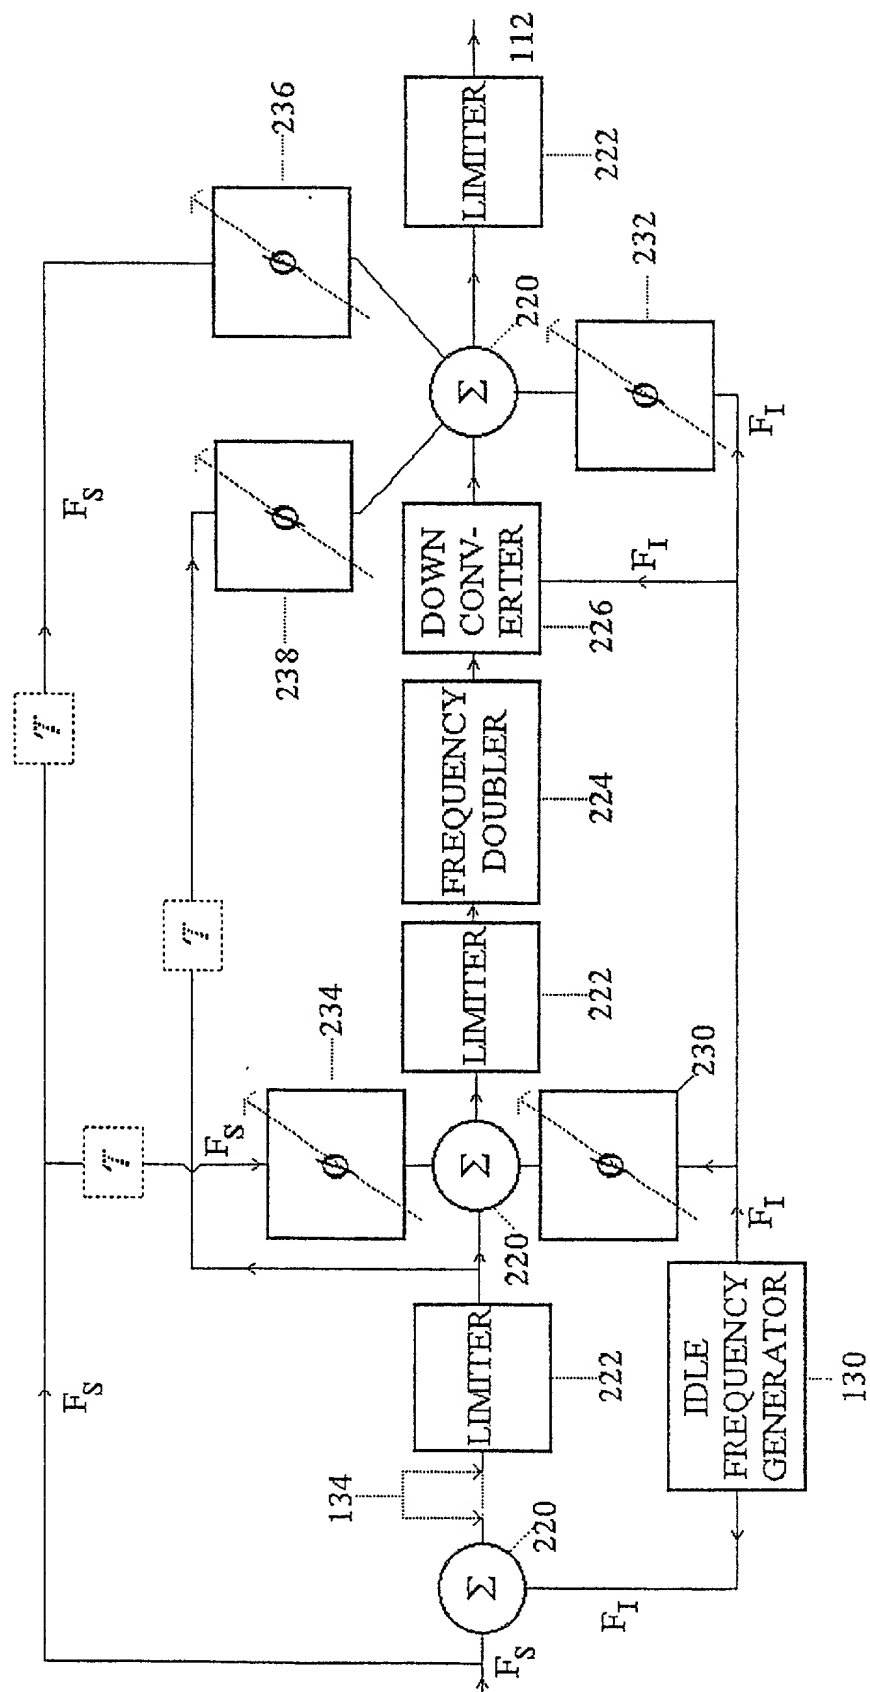 T
F_S
F_S
T
T
F_S
236
ϕ
ϕ
238
134
ϕ
234
Σ
LIMITER
Σ
LIMITER
FREQUENCY
DOUBLER
DOWN
CONV-
ERTER
Σ
LIMITER
112
F_S
220
220
220
222
222
224
226
222
F_I
ϕ
230
F_I
ϕ
232
IDLE
FREQUENCY
GENERATOR
F_I
F_I
130